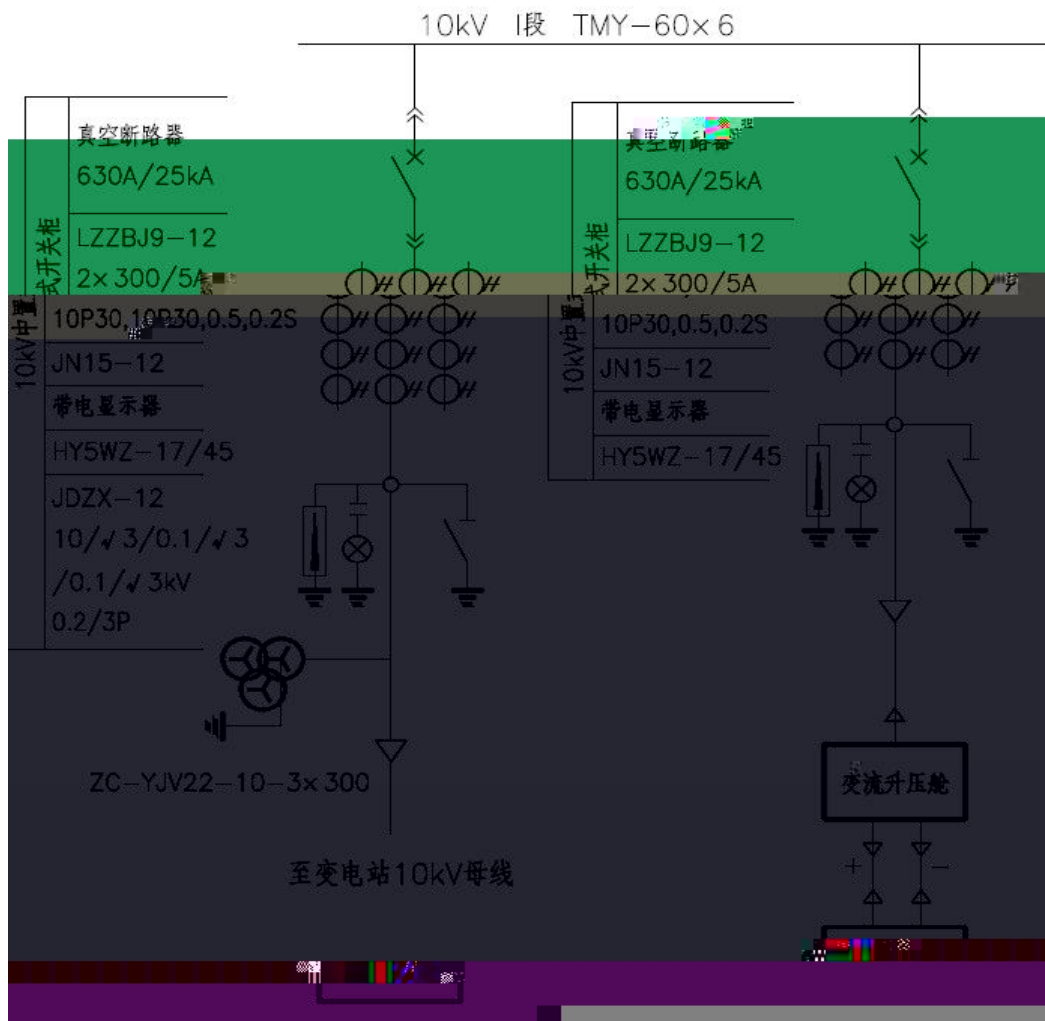 10kV I段 TMY-60×6
真空断路器
630A/25kA
LZZBJ9-12
2×300/5A
10P30,10P30,0.5,0.2S
JN15-12
带电显示器
HY5WZ-17/45
JDZX-12
10/√3/0.1/√3
/0.1/√3kV
0.2/3P
10kV中置式开关柜
ZC-YJV22-10-3×300
至变电站10kV母线
真空断路器
630A/25kA
LZZBJ9-12
2×300/5A
10P30,0.5,0.2S
JN15-12
带电显示器
HY5WZ-17/45
10kV中置式开关柜
变流升压舱
+ -